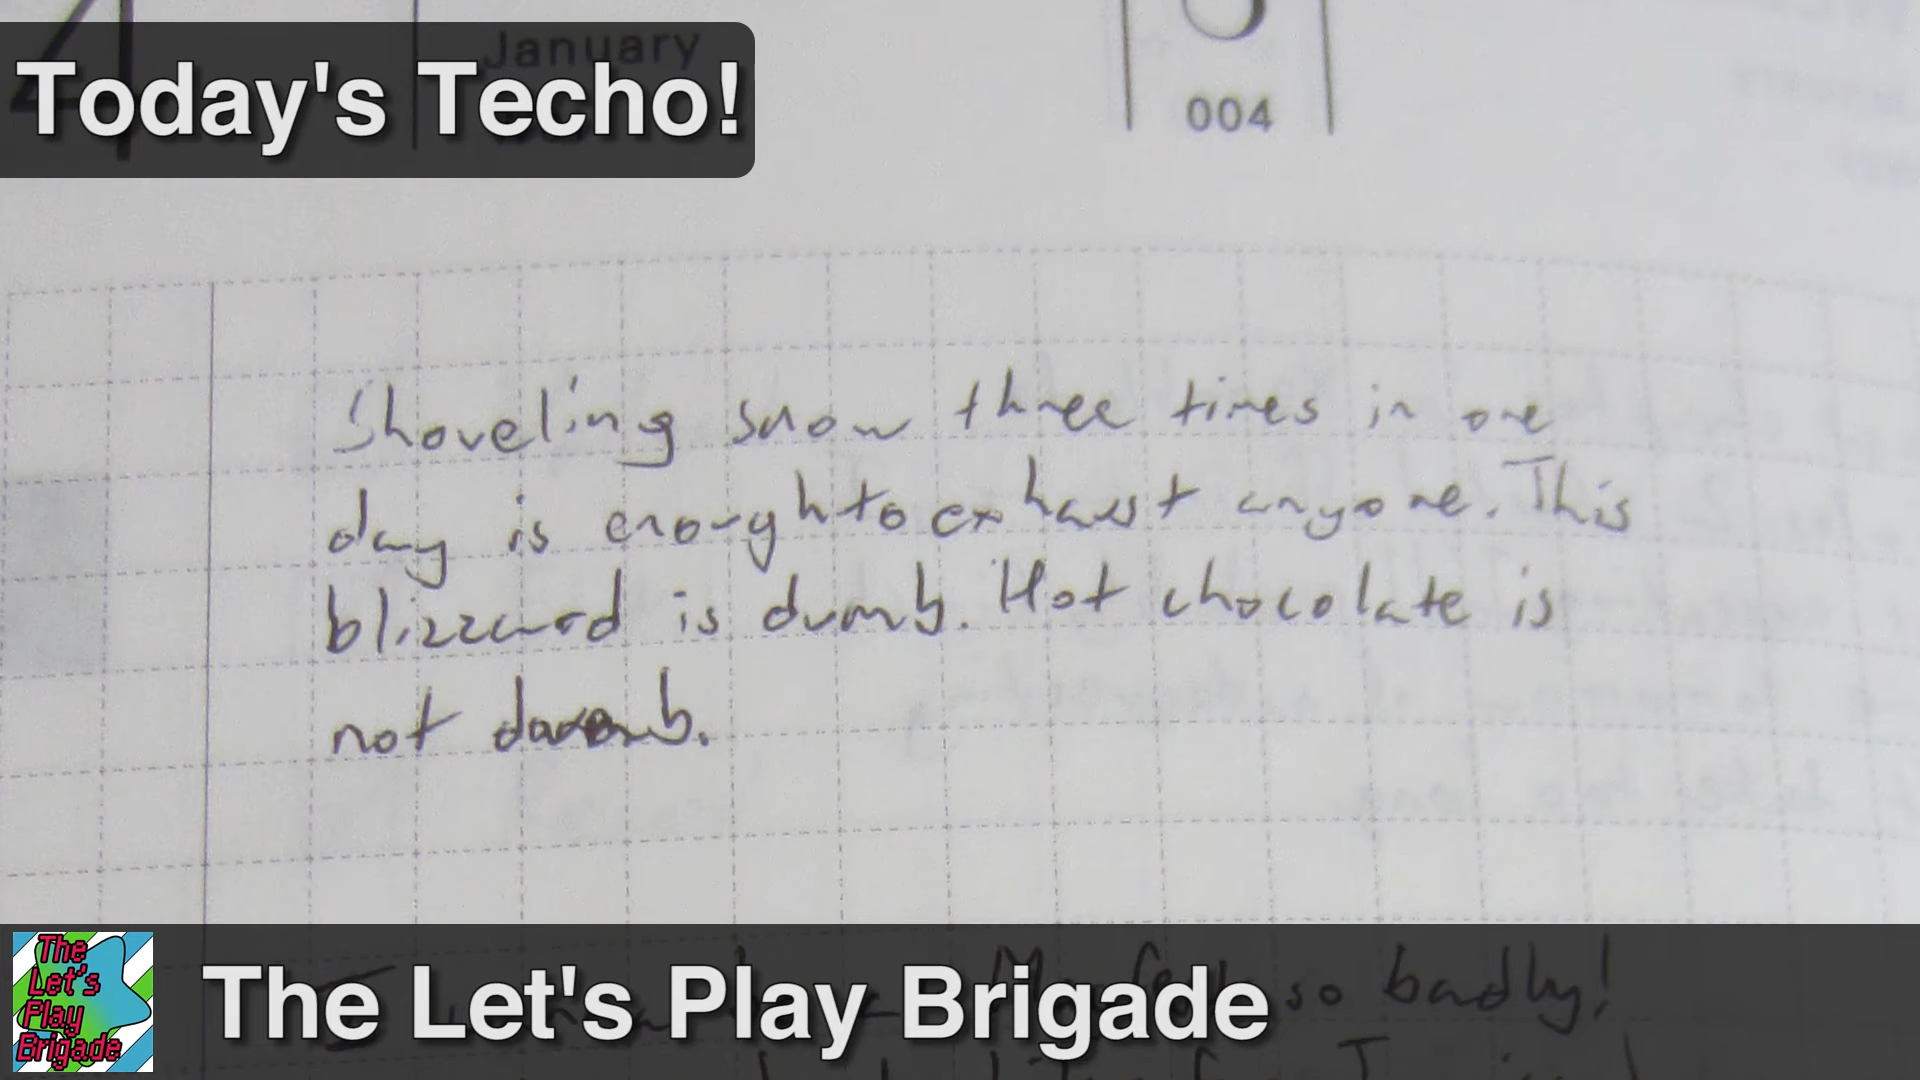 4
January
Today's Techo!
004
Shoveling snow three times in one
day is enough to exhaust anyone. This
blizzard is dumb. Hot chocolate is
not dumb.
so badly!
The
Let's
Play
Brigade
The Let's Play Brigade